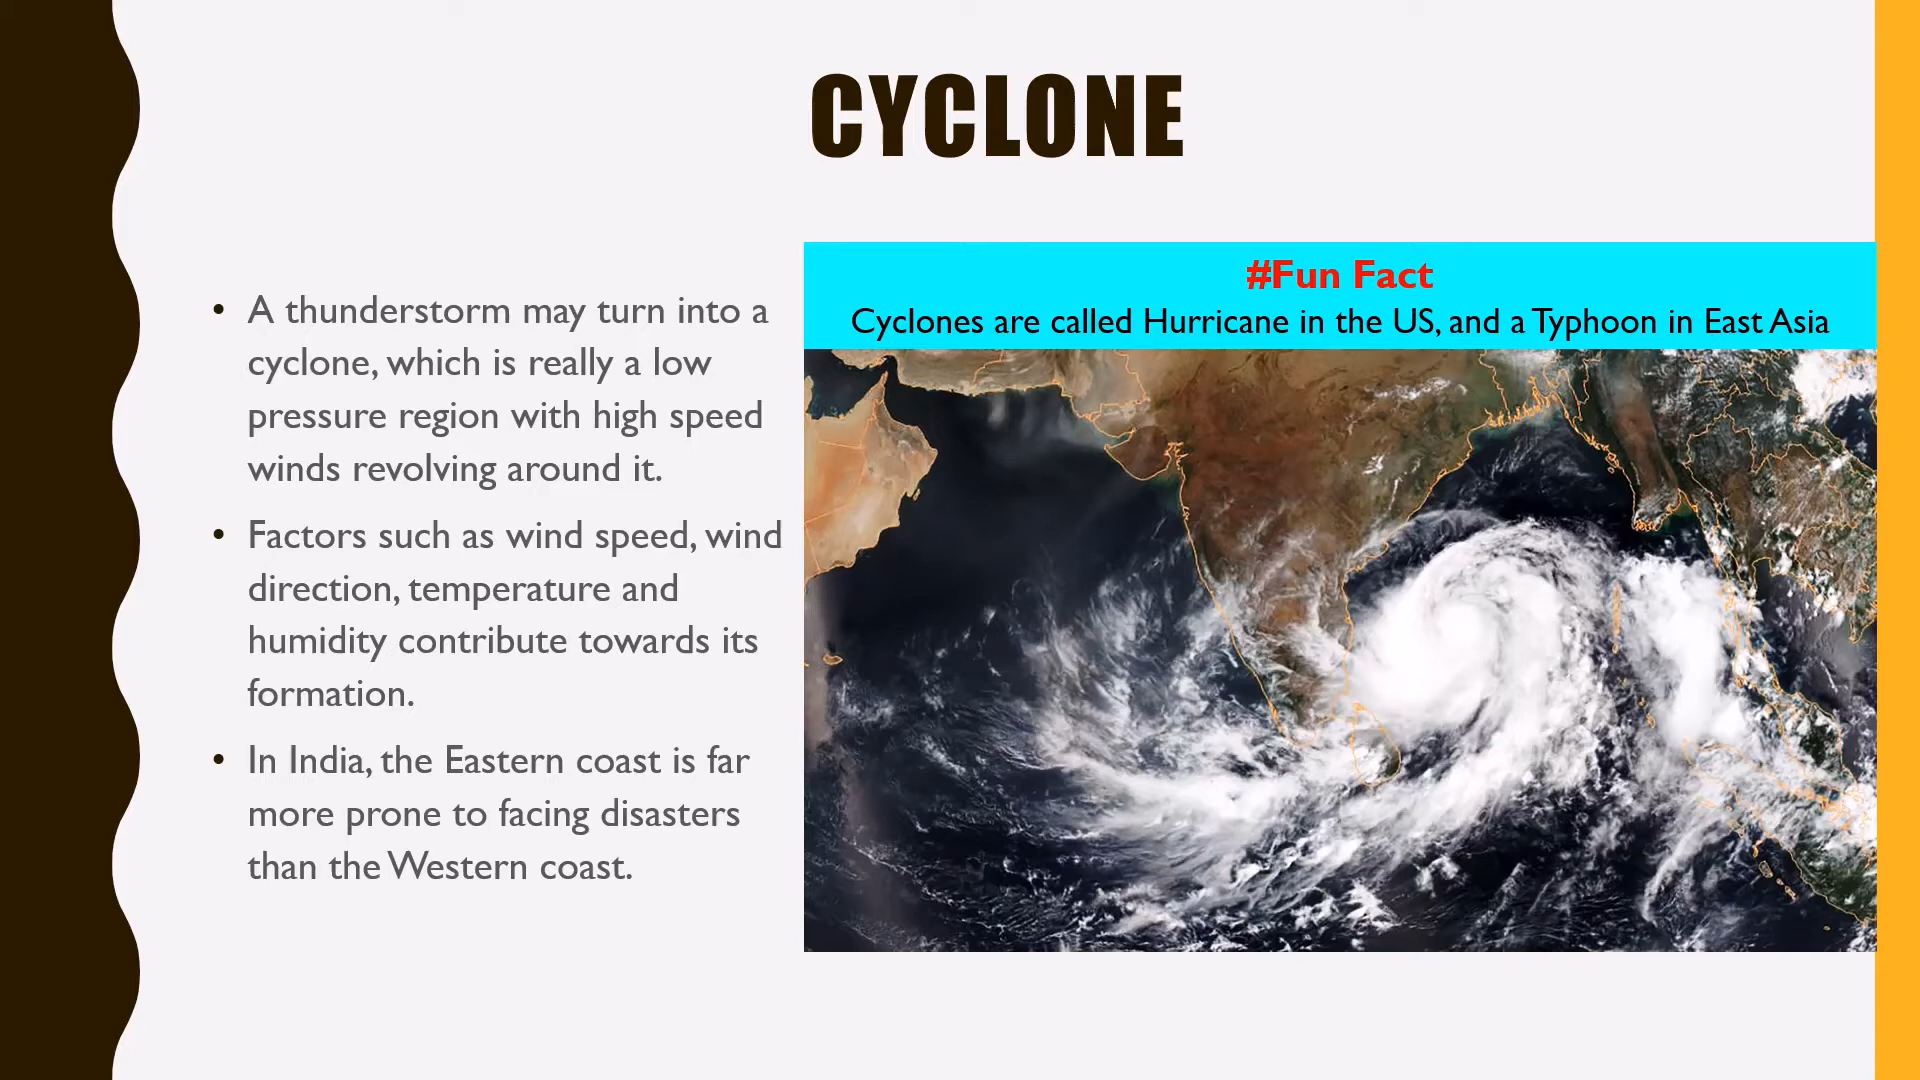 CYCLONE
• A thunderstorm may turn into a
cyclone, which is really a low
pressure region with high speed
winds revolving around it.
• Factors such as wind speed, wind
direction, temperature and
humidity contribute towards its
formation.
• In India, the Eastern coast is far
more prone to facing disasters
than the Western coast.
#Fun Fact
Cyclones are called Hurricane in the US, and a Typhoon in East Asia